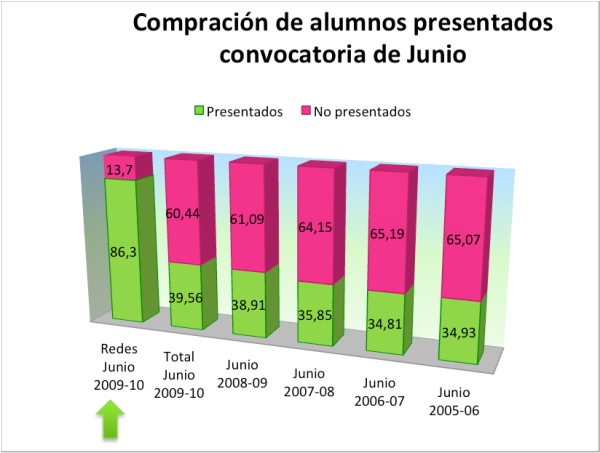 Compración de alumnos presentados
convocatoria de Junio
Presentados
No presentados
13,7
60,44
61,09
64,15
65,19
65,07
86,3
39,56
38,91
35,85
34,81
34,93
Redes
Junio
2009-10
Total
Junio
2009-10
Junio
2008-09
Junio
2007-08
Junio
2006-07
Junio
2005-06